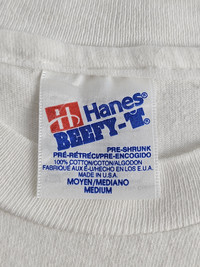 Hanes®
BEEFY-T®
PRE-SHRUNK
PRÉ-RÉTRÉCI/PRE-ENCOGIDO
100% COTTON/COTON/ALGODON
FABRIQUÉ AUX É-U/HECHO EN LOS E.U.A.
MADE IN U.S.A.
MOYEN/MEDIANO
MEDIUM